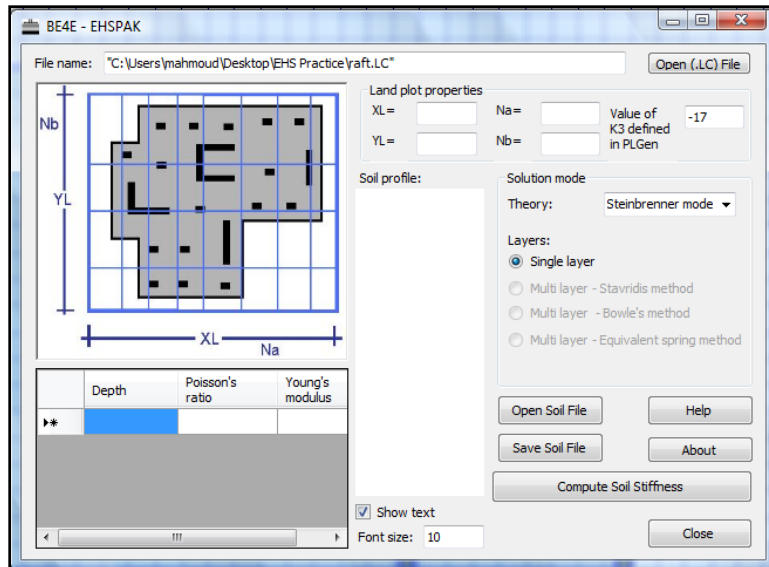 BE4E - EHSPAK
File name: "C:\Users\mahmoud\Desktop\EHS Practice\raft.LC" Open (.LC) File
Nb
YL
XL
Na
Land plot properties
XL= Na=
YL= Nb=
Value of
K3 defined
in PLGen
-17
Soil profile:
Solution mode
Theory: Steinbrenner mode
Layers:
Single layer
Multi layer - Stavridis method
Multi layer - Bowle's method
Multi layer - Equivalent spring method
Depth Poisson's ratio Young's modulus
Open Soil File Help
Save Soil File About
Compute Soil Stiffness
Show text
Font size: 10
Close